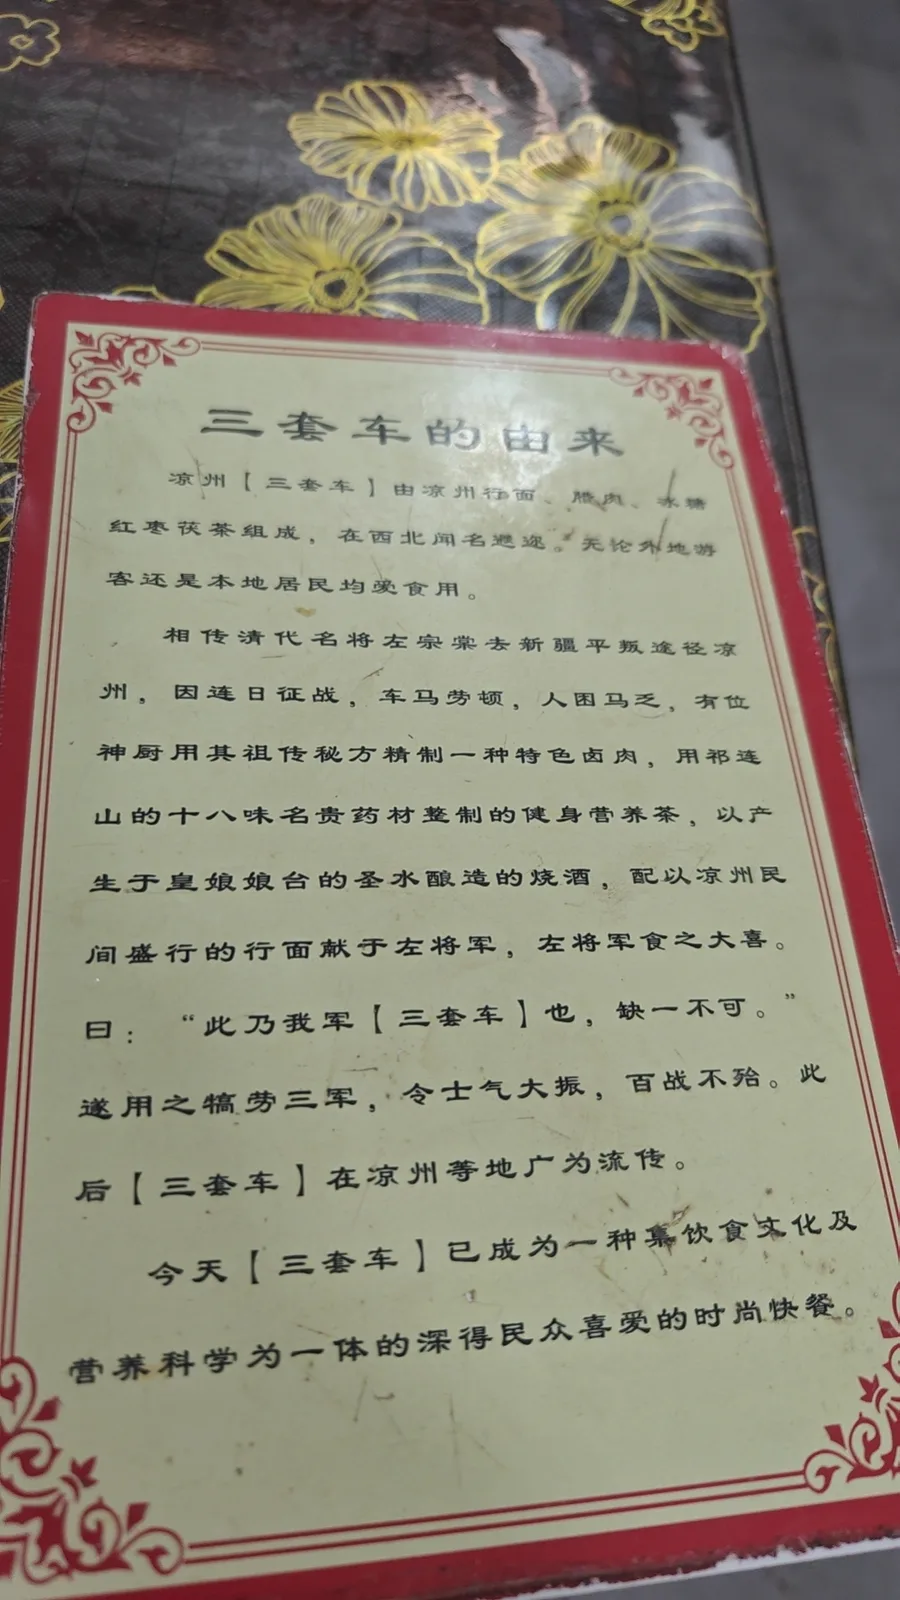 三套车的由来
凉州【三套车】由凉州行面、腊肉、冰糖
红枣茯茶组成，在西北闻名遐迩。无论外地游
客还是本地居民均爱食用。
相传清代名将左宗棠去新疆平叛途径凉
州，因连日征战，车马劳顿，人困马乏，有位
神厨用其祖传秘方精制一种特色卤肉，用祁连
山的十八味名贵药材整制的健身营养茶，以产
生于皇娘娘台的圣水酿造的烧酒，配以凉州民
间盛行的行面献于左将军，左将军食之大喜。
曰：“此乃我军【三套车】也，缺一不可。”
遂用之犒劳三军，令士气大振，百战不殆。此
后【三套车】在凉州等地广为流传。
今天【三套车】已成为一种集饮食文化及
营养科学为一体的深得民众喜爱的时尚快餐。